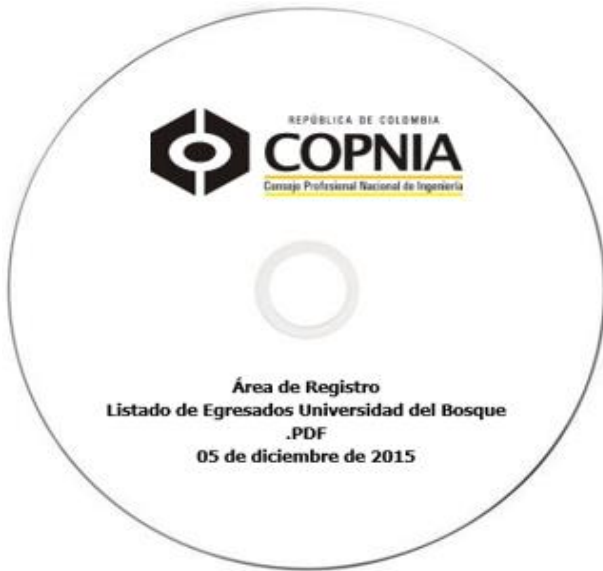 REPÚBLICA DE COLOMBIA
COPNIA
Consejo Profesional Nacional de Ingeniería
Área de Registro
Listado de Egresados Universidad del Bosque
.PDF
05 de diciembre de 2015